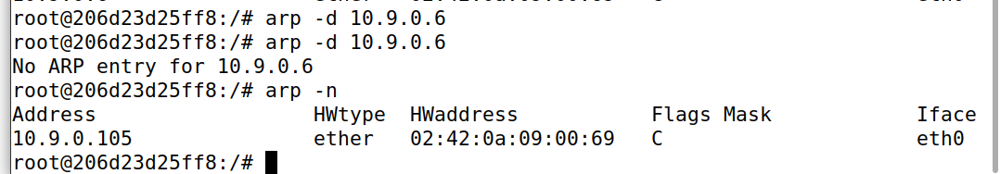 root@206d23d25ff8:/# arp -d 10.9.0.6
root@206d23d25ff8:/# arp -d 10.9.0.6
No ARP entry for 10.9.0.6
root@206d23d25ff8:/# arp -n
Address HWtype HWaddress Flags Mask Iface
10.9.0.105 ether 02:42:0a:09:00:69 C eth0
root@206d23d25ff8:/#